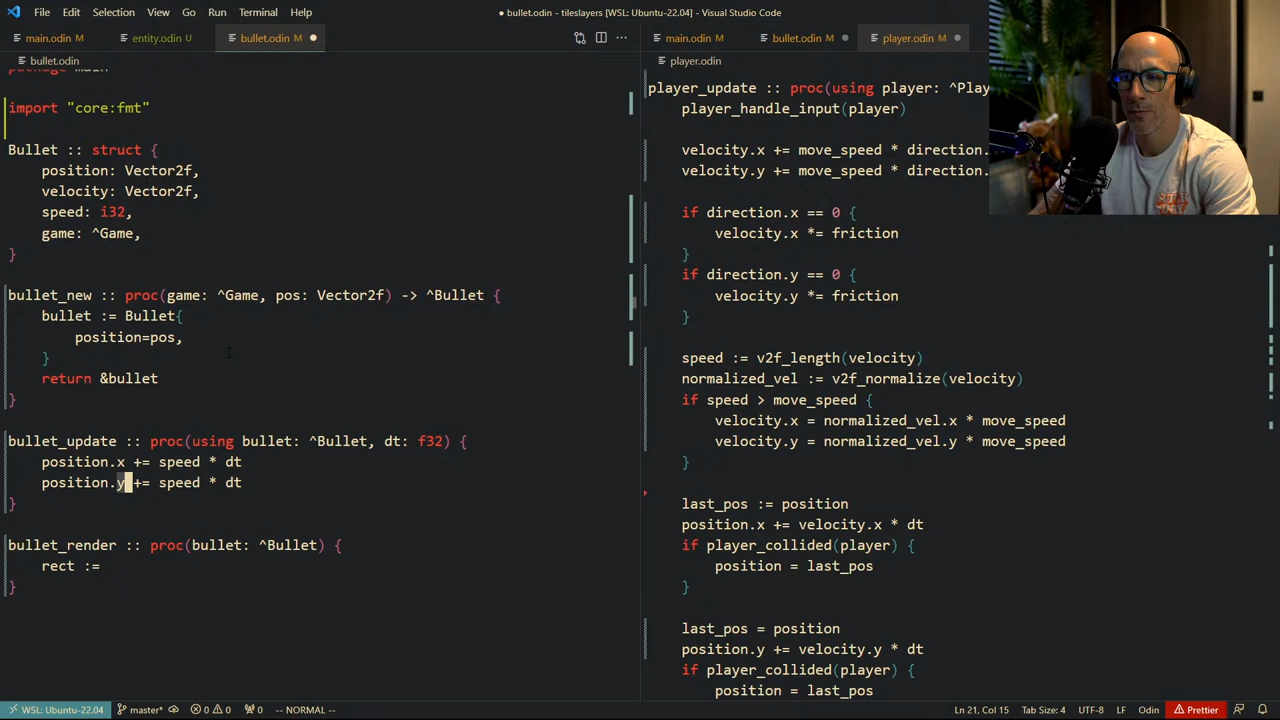 File Edit Selection View Go Run Terminal Help
● bullet.odin - tileslayers [WSL: Ubuntu-22.04] - Visual Studio Code
main.odin M
entity.odin U
bullet.odin M ●
main.odin M
bullet.odin M ●
player.odin M ●
bullet.odin
package main
import "core:fmt"
Bullet :: struct {
position: Vector2f,
velocity: Vector2f,
speed: i32,
game: ^Game,
}
bullet_new :: proc(game: ^Game, pos: Vector2f) -> ^Bullet {
bullet := Bullet{
position=pos,
}
return &bullet
}
bullet_update :: proc(using bullet: ^Bullet, dt: f32) {
position.x += speed * dt
position.y += speed * dt
}
bullet_render :: proc(bullet: ^Bullet) {
rect :=
}
player.odin
player_update :: proc(using player: ^Play
player_handle_input(player)
velocity.x += move_speed * direction.
velocity.y += move_speed * direction.
if direction.x == 0 {
velocity.x *= friction
}
if direction.y == 0 {
velocity.y *= friction
}
speed := v2f_length(velocity)
normalized_vel := v2f_normalize(velocity)
if speed > move_speed {
velocity.x = normalized_vel.x * move_speed
velocity.y = normalized_vel.y * move_speed
}
last_pos := position
position.x += velocity.x * dt
if player_collided(player) {
position = last_pos
}
last_pos = position
position.y += velocity.y * dt
if player_collided(player) {
position = last_pos
WSL: Ubuntu-22.04 master* 0 0 0 -- NORMAL -- Ln 21, Col 15 Tab Size: 4 UTF-8 LF Odin Prettier